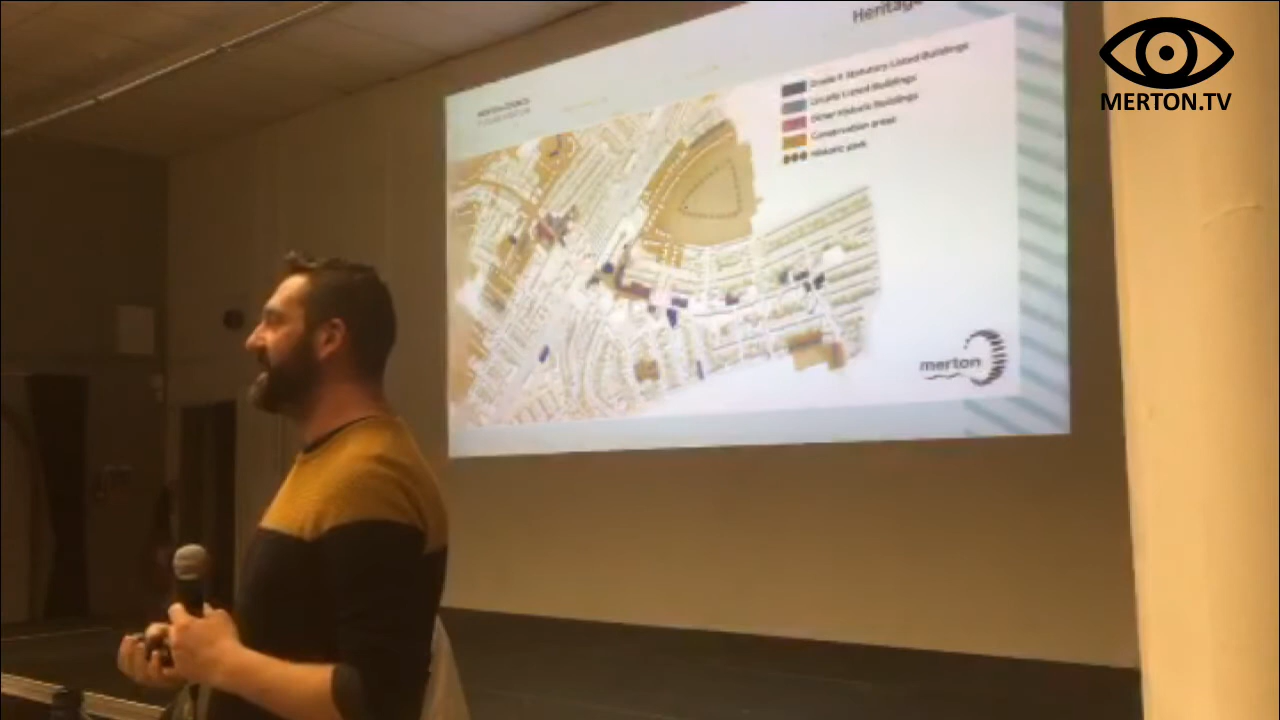 Heritage
MERTON.TV
Grade II Statutory Listed Buildings
Locally Listed Buildings
Other Historic Buildings
Conservation areas
Historic park
merton